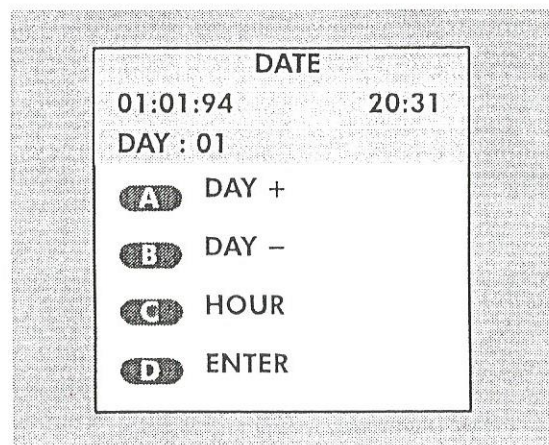 DATE
01:01:94 20:31
DAY : 01
A DAY +
B DAY –
C HOUR
D ENTER